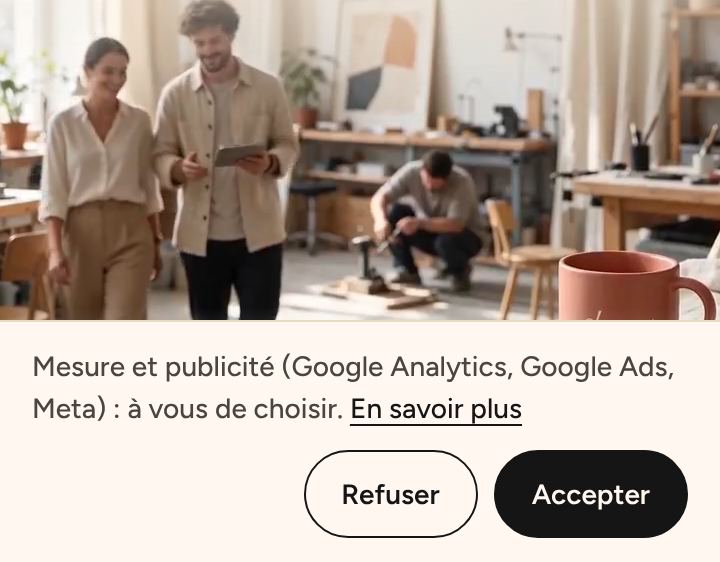 Mesure et publicité (Google Analytics, Google Ads,
Meta) : à vous de choisir. En savoir plus
Refuser
Accepter